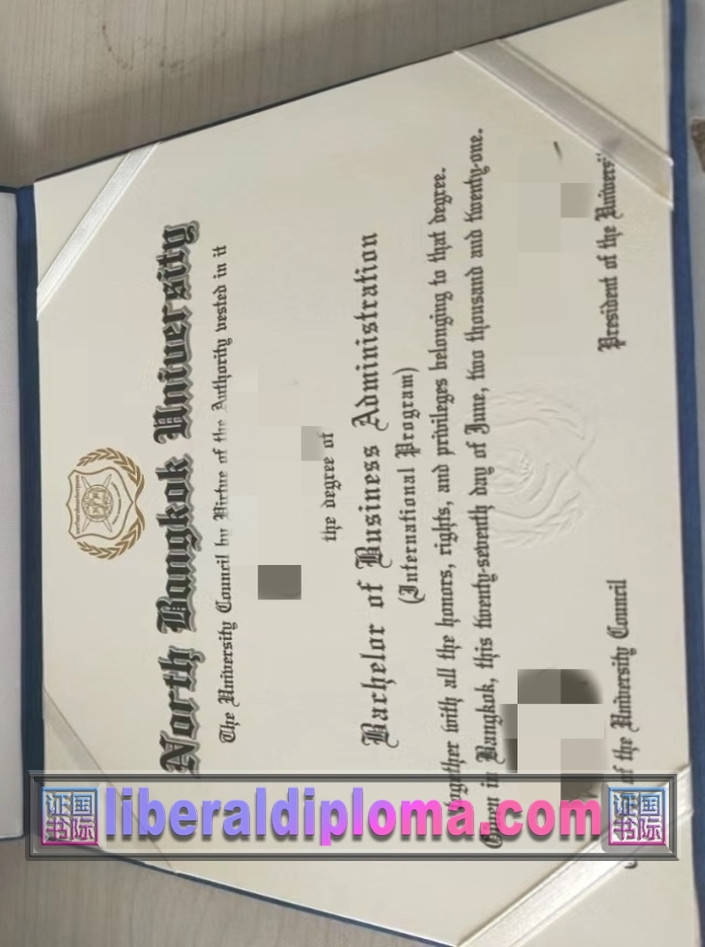 North Bangkok University
The University Council by Virtue of the Authority vested in it
the degree of
Bachelor of Business Administration
(International Program)
together with all the honors, rights, and privileges belonging to that degree.
Given in Bangkok, this twenty-seventh day of June, two thousand and twenty-one.
of the University Council
President of the
证国书际
liberaldiploma.com
证国书际